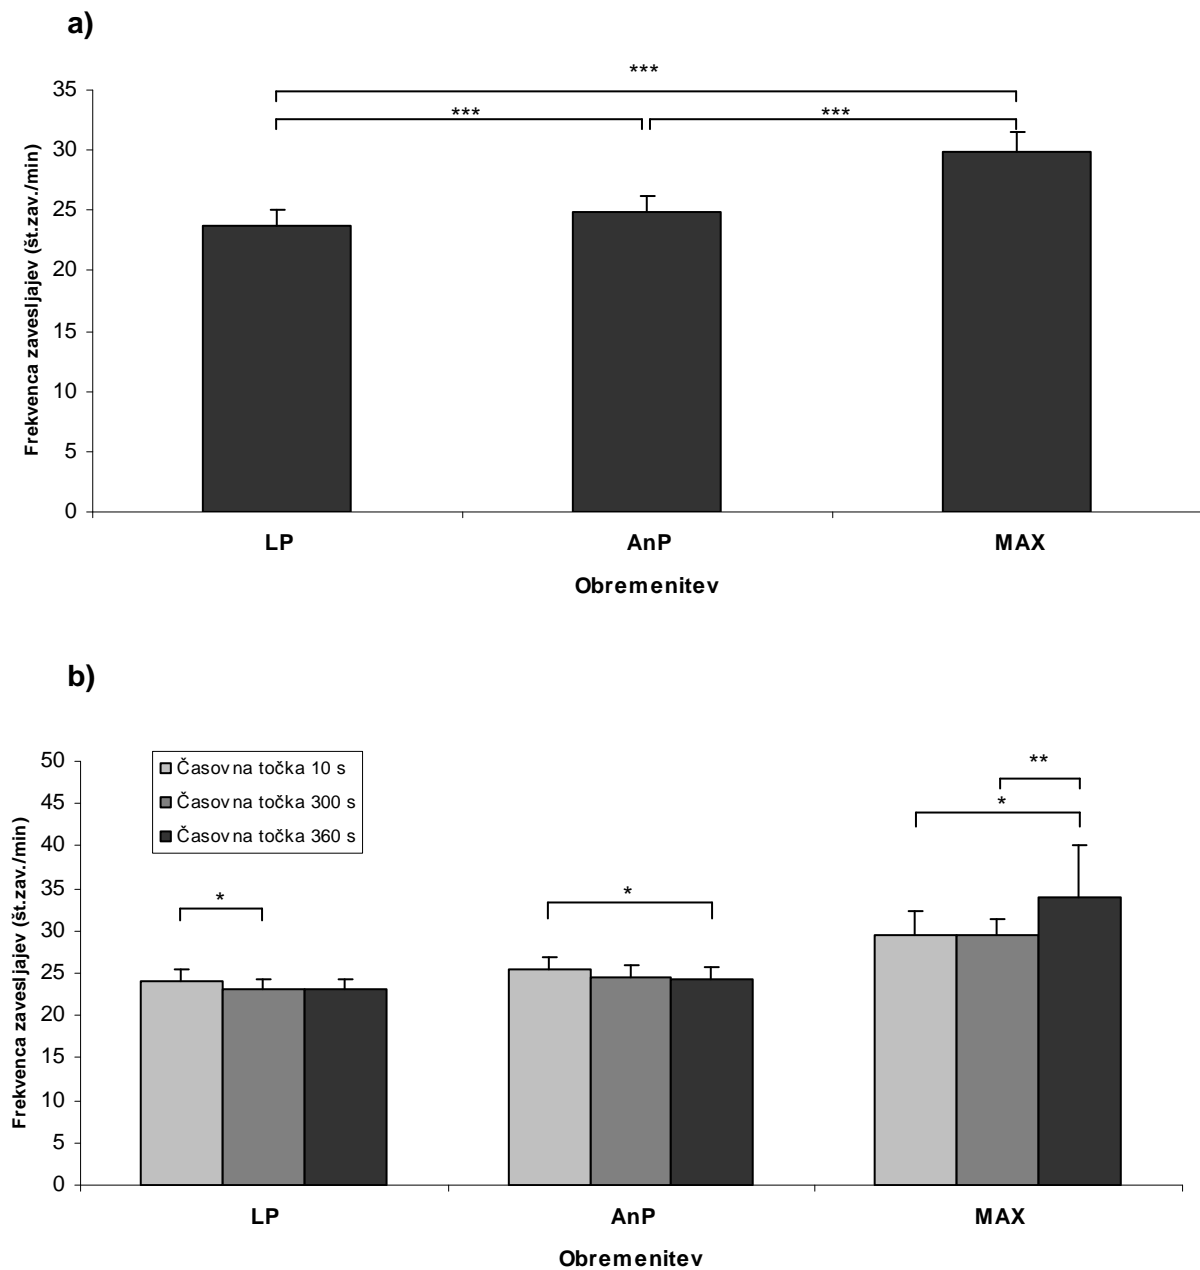 a)
Frekvenca zavesljajev (št.zav./min)
***
***
***
35
30
25
20
15
10
5
0
LP
AnP
MAX
Obremenitev
b)
Frekvenca zavesljajev (št.zav./min)
Časovna točka 10 s
Časovna točka 300 s
Časovna točka 360 s
**
*
*
*
50
45
40
35
30
25
20
15
10
5
0
LP
AnP
MAX
Obremenitev